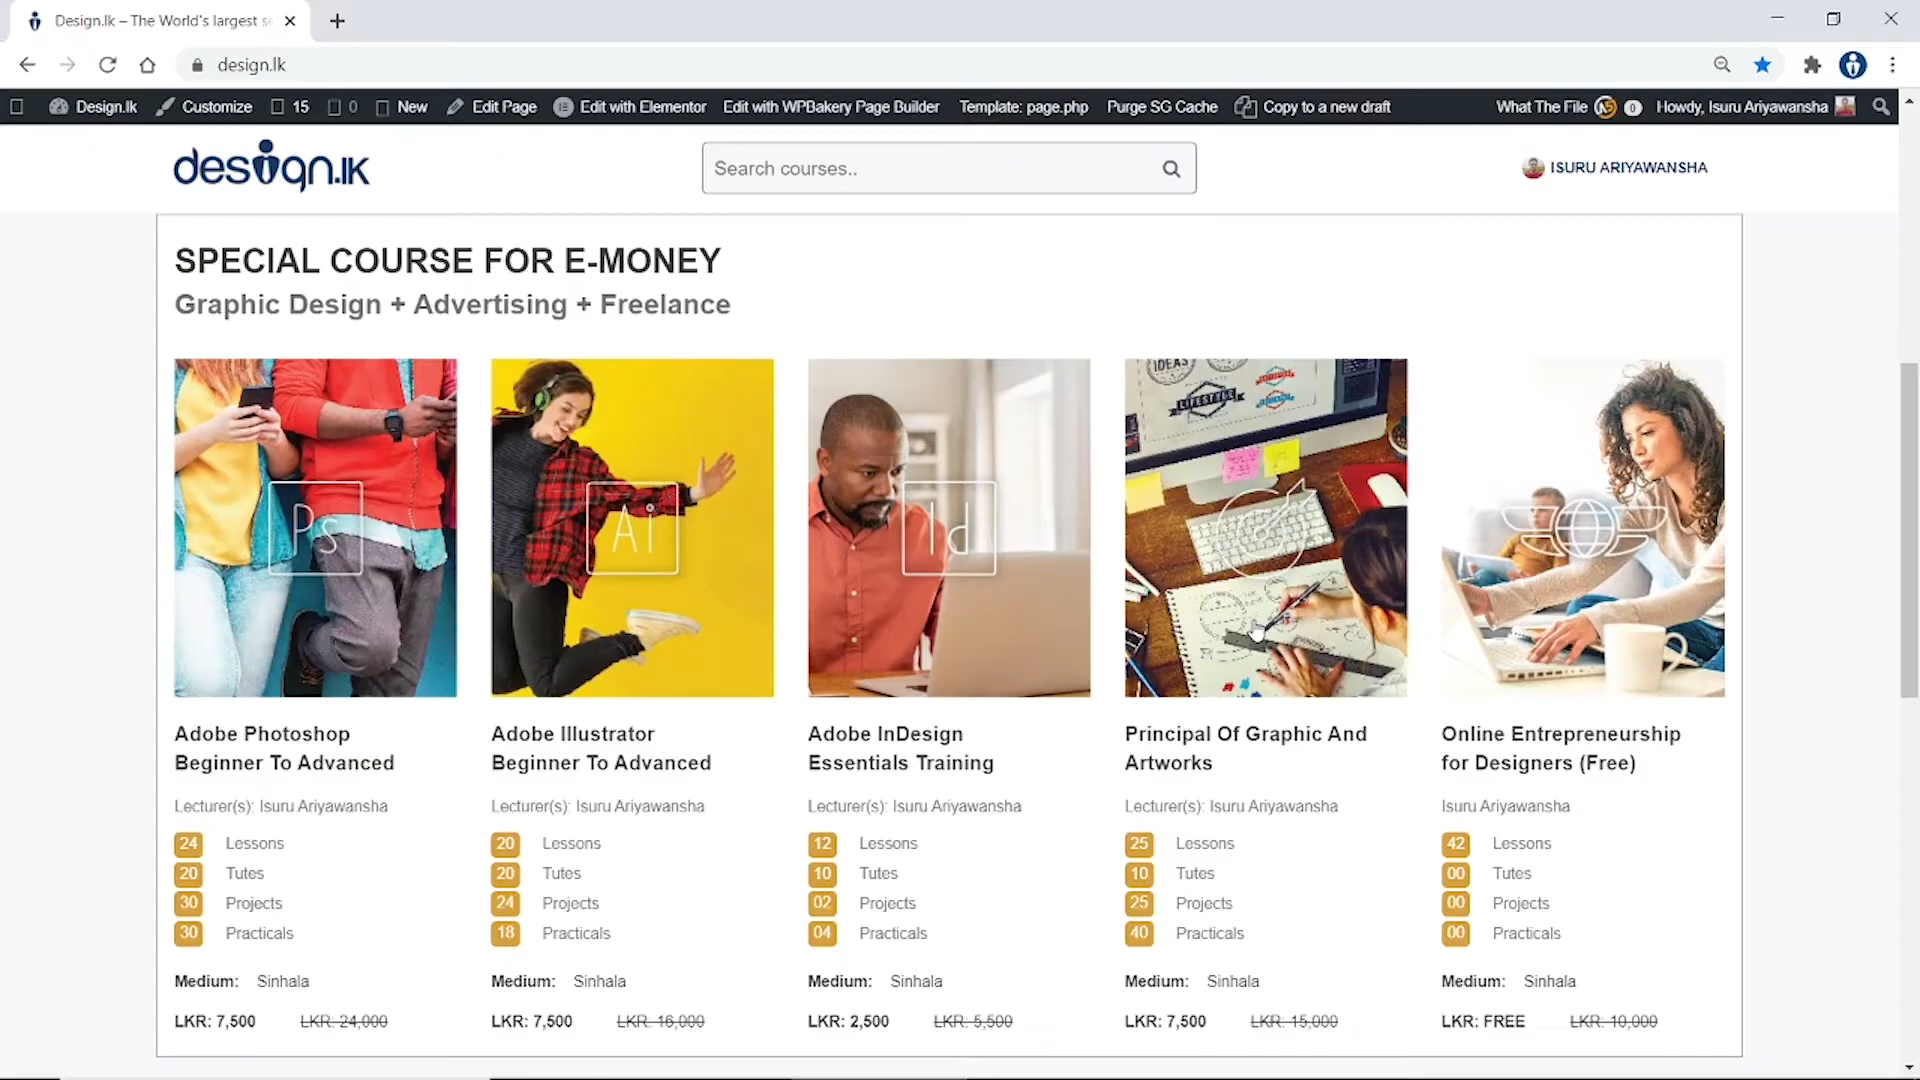 Design.lk – The World's largest se
design.lk
Design.lk Customize 15 0 New Edit Page Edit with Elementor Edit with WPBakery Page Builder Template: page.php Purge SG Cache Copy to a new draft What The File 0 Howdy, Isuru Ariyawansha
design.lk
Search courses..
ISURU ARIYAWANSHA
SPECIAL COURSE FOR E-MONEY
Graphic Design + Advertising + Freelance
IDEAS
LIFESTYLE
Ps
Ai
Id
Adobe Photoshop
Beginner To Advanced
Lecturer(s): Isuru Ariyawansha
24 Lessons
20 Tutes
30 Projects
30 Practicals
Medium: Sinhala
LKR: 7,500 LKR: 24,000
Adobe Illustrator
Beginner To Advanced
Lecturer(s): Isuru Ariyawansha
20 Lessons
20 Tutes
24 Projects
18 Practicals
Medium: Sinhala
LKR: 7,500 LKR: 16,000
Adobe InDesign
Essentials Training
Lecturer(s): Isuru Ariyawansha
12 Lessons
10 Tutes
02 Projects
04 Practicals
Medium: Sinhala
LKR: 2,500 LKR: 5,500
Principal Of Graphic And
Artworks
Lecturer(s): Isuru Ariyawansha
25 Lessons
10 Tutes
25 Projects
40 Practicals
Medium: Sinhala
LKR: 7,500 LKR: 15,000
Online Entrepreneurship
for Designers (Free)
Isuru Ariyawansha
42 Lessons
00 Tutes
00 Projects
00 Practicals
Medium: Sinhala
LKR: FREE LKR: 10,000